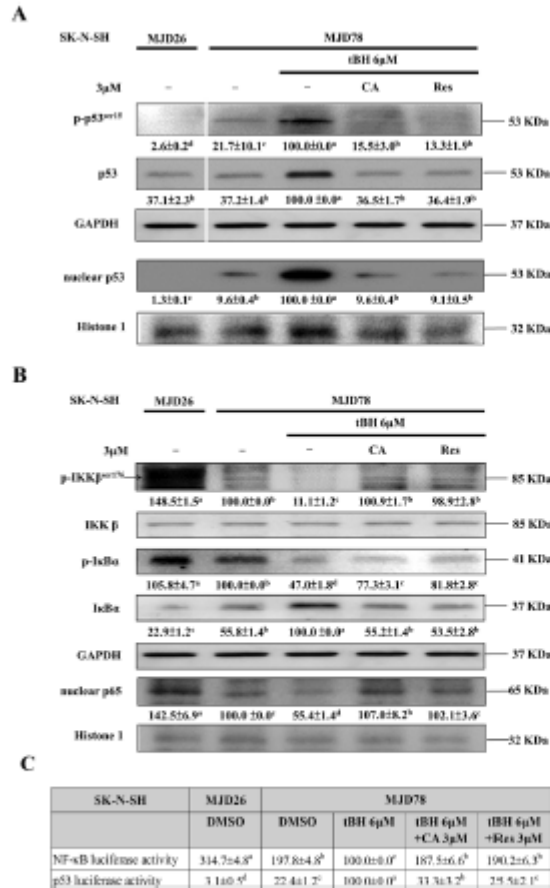 A
SK-N-SH MJD26 MJD78
tBH 6μM
3μM – – – CA Res
p-p53ser15 53 KDa
2.6±0.2d 21.7±10.1c 100.0±0.0a 15.5±3.0b 13.3±1.9b
p53 53 KDa
37.1±2.3b 37.2±1.4b 100.0 ±0.0a 36.5±1.7b 36.4±1.9b
GAPDH 37 KDa
nuclear p53 53 KDa
1.3±0.1c 9.6±0.4b 100.0 ±0.0a 9.6±0.4b 9.1±0.5b
Histone 1 32 KDa
B
SK-N-SH MJD26 MJD78
tBH 6μM
3μM – – – CA Res
p-IKKβ 85 KDa
148.5±1.5a 100.0±0.0b 11.1±1.2c 100.9±1.7b 98.9±2.8b
IKK β 85 KDa
p-IκBα 41 KDa
105.8±4.7a 100.0±0.0b 47.0±1.8d 77.3±3.1c 81.8±2.8c
IκBα 37 KDa
22.9±1.2c 55.8±1.4b 100.0 ±0.0a 55.2±1.4b 53.5±2.8b
GAPDH 37 KDa
nuclear p65 65 KDa
142.5±6.9a 100.0 ±0.0c 55.4±1.4d 107.0±8.2b 102.1±3.6c
Histone 1 32 KDa
C
SK-N-SH MJD26 MJD78
DMSO DMSO tBH 6μM tBH 6μM +CA 3μM tBH 6μM +Res 3μM
NF-κB luciferase activity 314.7±4.8a 197.8±4.8b 100.0±0.0c 187.5±6.6b 190.2±6.3b
p53 luciferase activity 3.1±0.5d 22.4±1.2c 100.0±0.0a 33.3±3.2b 25.5±2.1c